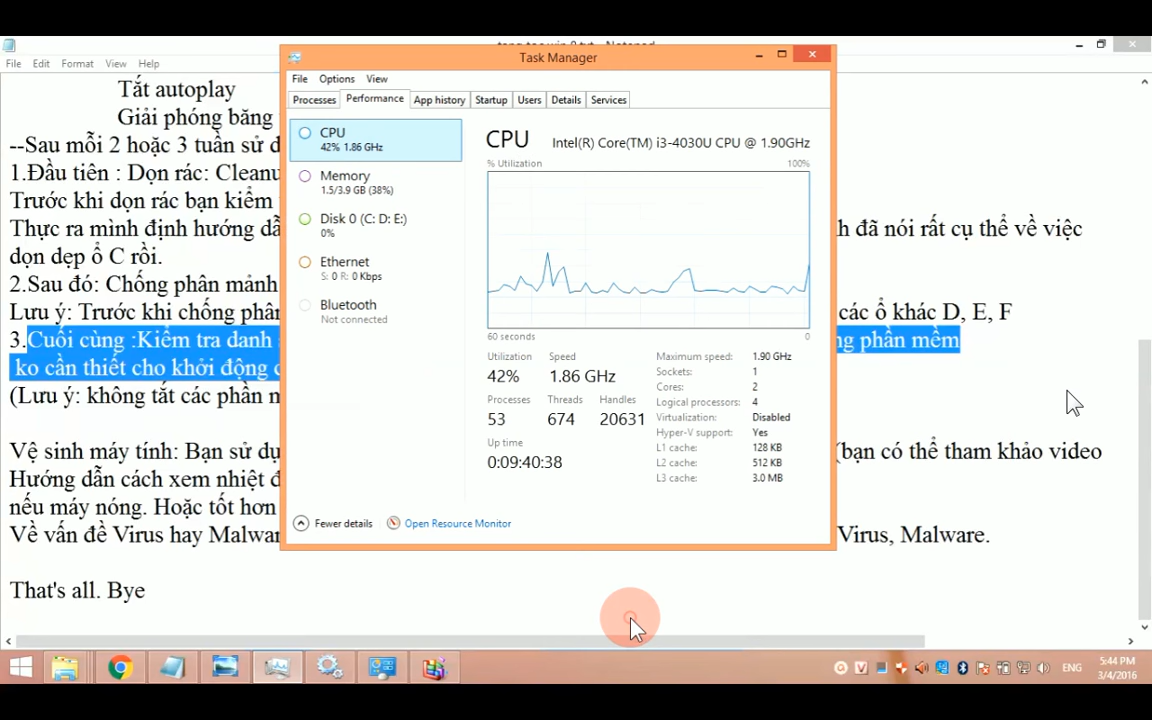 Task Manager
File Edit Format View Help
File Options View
Processes Performance App history Startup Users Details Services
CPU
42% 1.86 GHz
Memory
1.5/3.9 GB (38%)
Disk 0 (C: D: E:)
0%
Ethernet
S: 0 R: 0 Kbps
Bluetooth
Not connected
CPU Intel(R) Core(TM) i3-4030U CPU @ 1.90GHz
% Utilization 100%
60 seconds 0
Utilization Speed
42% 1.86 GHz
Processes Threads Handles
53 674 20631
Up time
0:09:40:38
Maximum speed: 1.90 GHz
Sockets: 1
Cores: 2
Logical processors: 4
Virtualization: Disabled
Hyper-V support: Yes
L1 cache: 128 KB
L2 cache: 512 KB
L3 cache: 3.0 MB
Fewer details Open Resource Monitor
Tắt autoplay
Giải phóng băng
--Sau mỗi 2 hoặc 3 tuần sử
1.Đầu tiên : Dọn rác:
Trước khi dọn rác bạn kiểm
Thực ra mình định hướng đã nói rất cụ thể về việc
dọn dẹp ổ C rồi.
2.Sau đó: Chống phân mảnh
Lưu ý: Trước khi chống các ổ khác D, E, F
3.Cuối cùng :Kiểm tra danh phần mềm
ko cần thiết cho khởi động
(Lưu ý: không tắt các phần
Vệ sinh máy tính: Bạn sử (bạn có thể tham khảo video
Hướng dẫn cách xem nhiệt
nếu máy nóng. Hoặc tốt hơn
Về vấn đề Virus hay Virus, Malware.
That's all. Bye
ENG
5:44 PM
3/4/2016